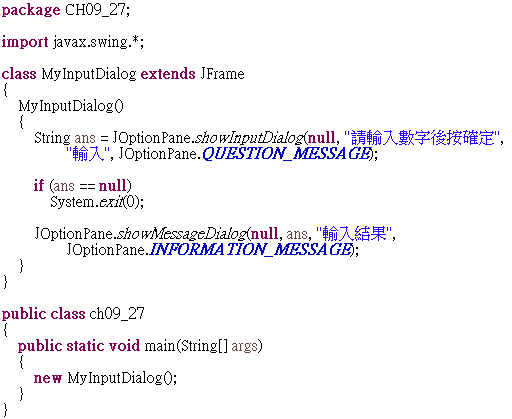 package CH09_27;
import javax.swing.*;
class MyInputDialog extends JFrame
{
MyInputDialog()
{
String ans = JOptionPane.showInputDialog(null, "請輸入數字後按確定",
"輸入", JOptionPane.QUESTION_MESSAGE);
if (ans == null)
System.exit(0);
JOptionPane.showMessageDialog(null, ans, "輸入結果",
JOptionPane.INFORMATION_MESSAGE);
}
}
public class ch09_27
{
public static void main(String[] args)
{
new MyInputDialog();
}
}